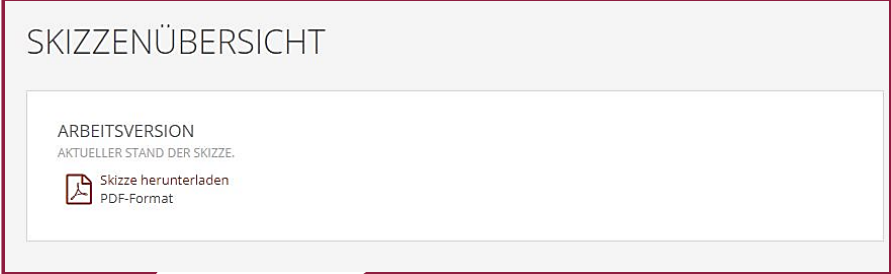 SKIZZENÜBERSICHT
ARBEITSVERSION
AKTUELLER STAND DER SKIZZE.
Skizze herunterladen
PDF-Format